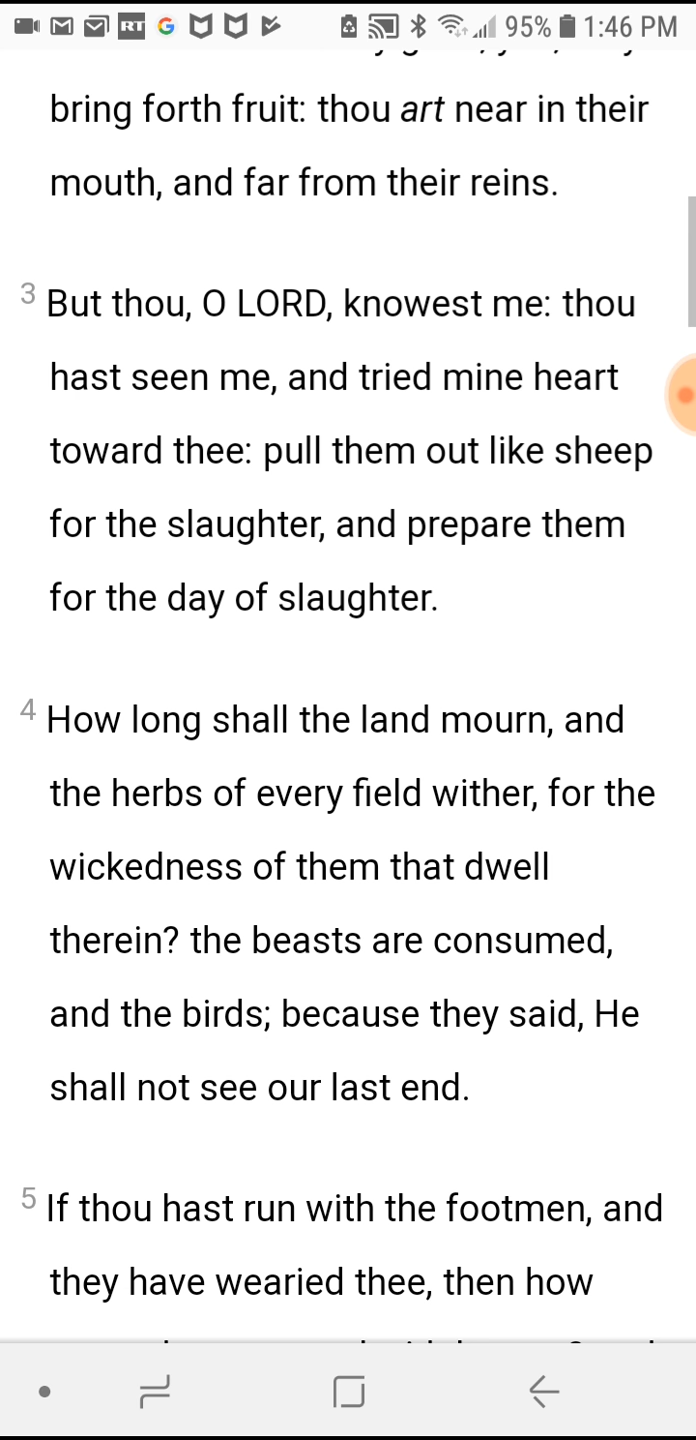 RT G 95% 1:46 PM
bring forth fruit: thou art near in their
mouth, and far from their reins.
3 But thou, O LORD, knowest me: thou
hast seen me, and tried mine heart
toward thee: pull them out like sheep
for the slaughter, and prepare them
for the day of slaughter.
4 How long shall the land mourn, and
the herbs of every field wither, for the
wickedness of them that dwell
therein? the beasts are consumed,
and the birds; because they said, He
shall not see our last end.
5 If thou hast run with the footmen, and
they have wearied thee, then how